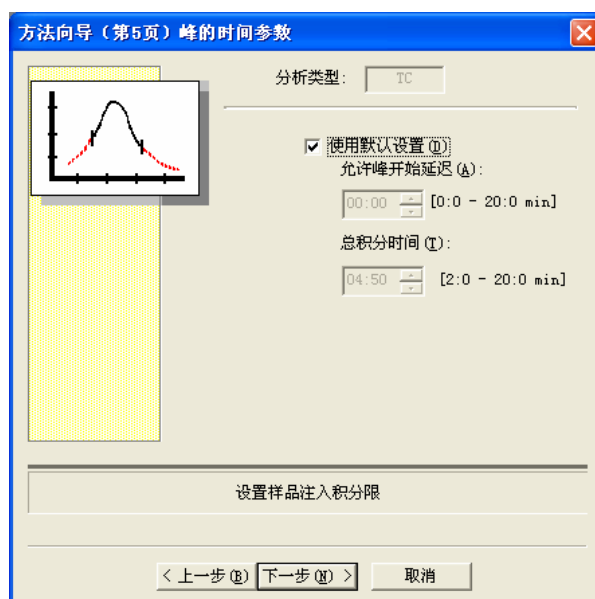 方法向导（第5页）峰的时间参数
分析类型: TC
使用默认设置(D)
允许峰开始延迟(A):
00:00 [0:0 - 20:0 min]
总积分时间(T):
04:50 [2:0 - 20:0 min]
设置样品注入积分限
< 上一步(B) 下一步(N) > 取消